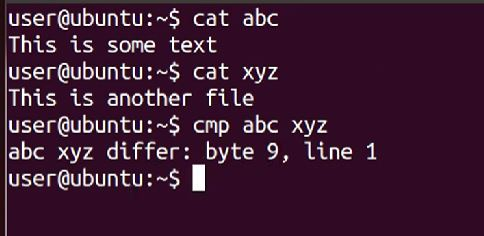 user@ubuntu:~$ cat abc
This is some text
user@ubuntu:~$ cat xyz
This is another file
user@ubuntu:~$ cmp abc xyz
abc xyz differ: byte 9, line 1
user@ubuntu:~$